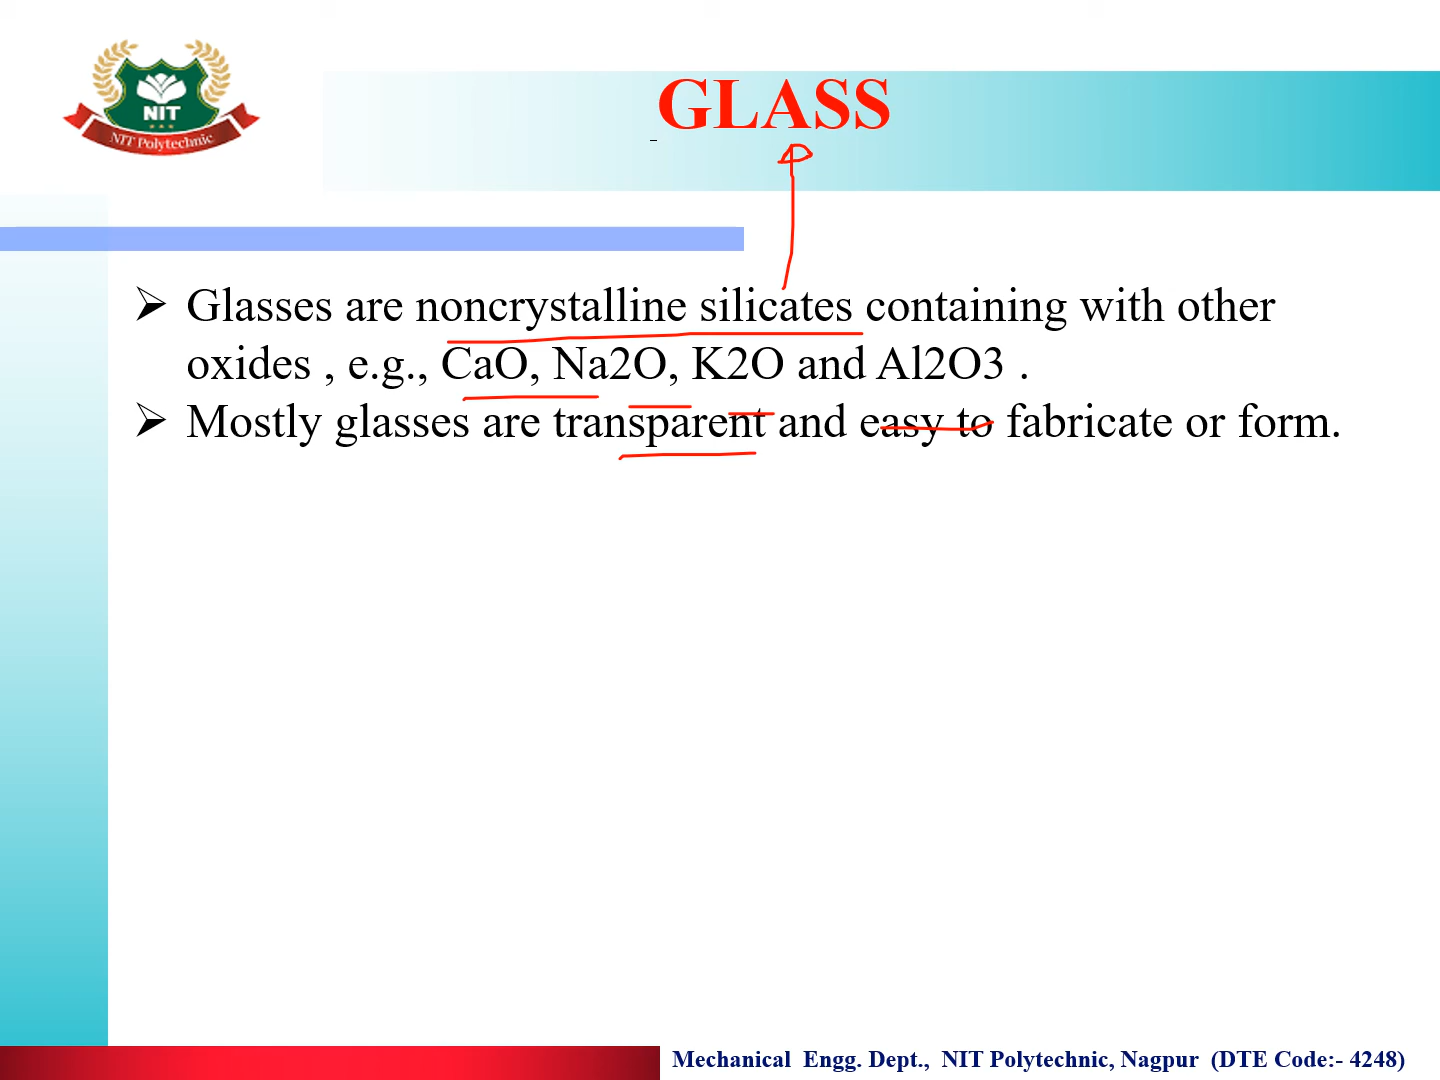 NIT
NIT Polytechnic
GLASS
➢ Glasses are noncrystalline silicates containing with other
oxides , e.g., CaO, Na2O, K2O and Al2O3 .
➢ Mostly glasses are transparent and easy to fabricate or form.
Mechanical Engg. Dept., NIT Polytechnic, Nagpur (DTE Code:- 4248)